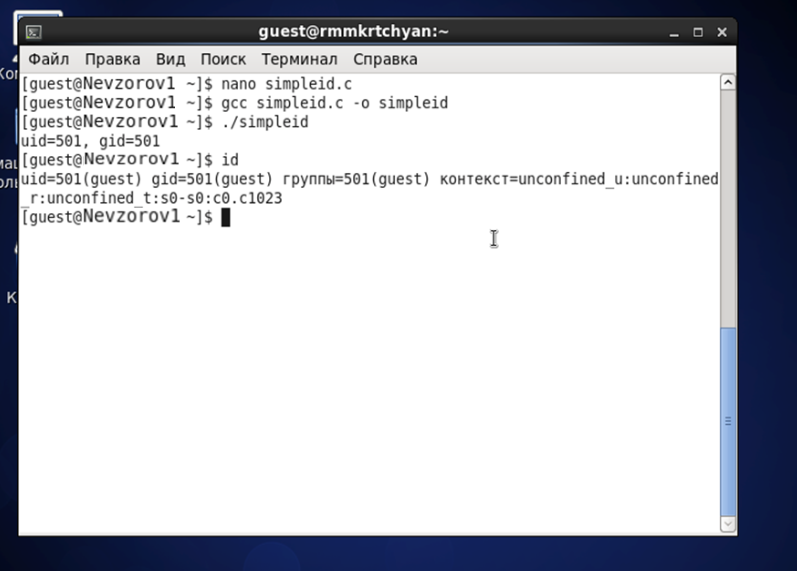 guest@rmmkrtchyan:~
Файл Правка Вид Поиск Терминал Справка
[guest@Nevzorov1 ~]$ nano simpleid.c
[guest@Nevzorov1 ~]$ gcc simpleid.c -o simpleid
[guest@Nevzorov1 ~]$ ./simpleid
uid=501, gid=501
[guest@Nevzorov1 ~]$ id
uid=501(guest) gid=501(guest) группы=501(guest) контекст=unconfined_u:unconfined
_r:unconfined_t:s0-s0:c0.c1023
[guest@Nevzorov1 ~]$